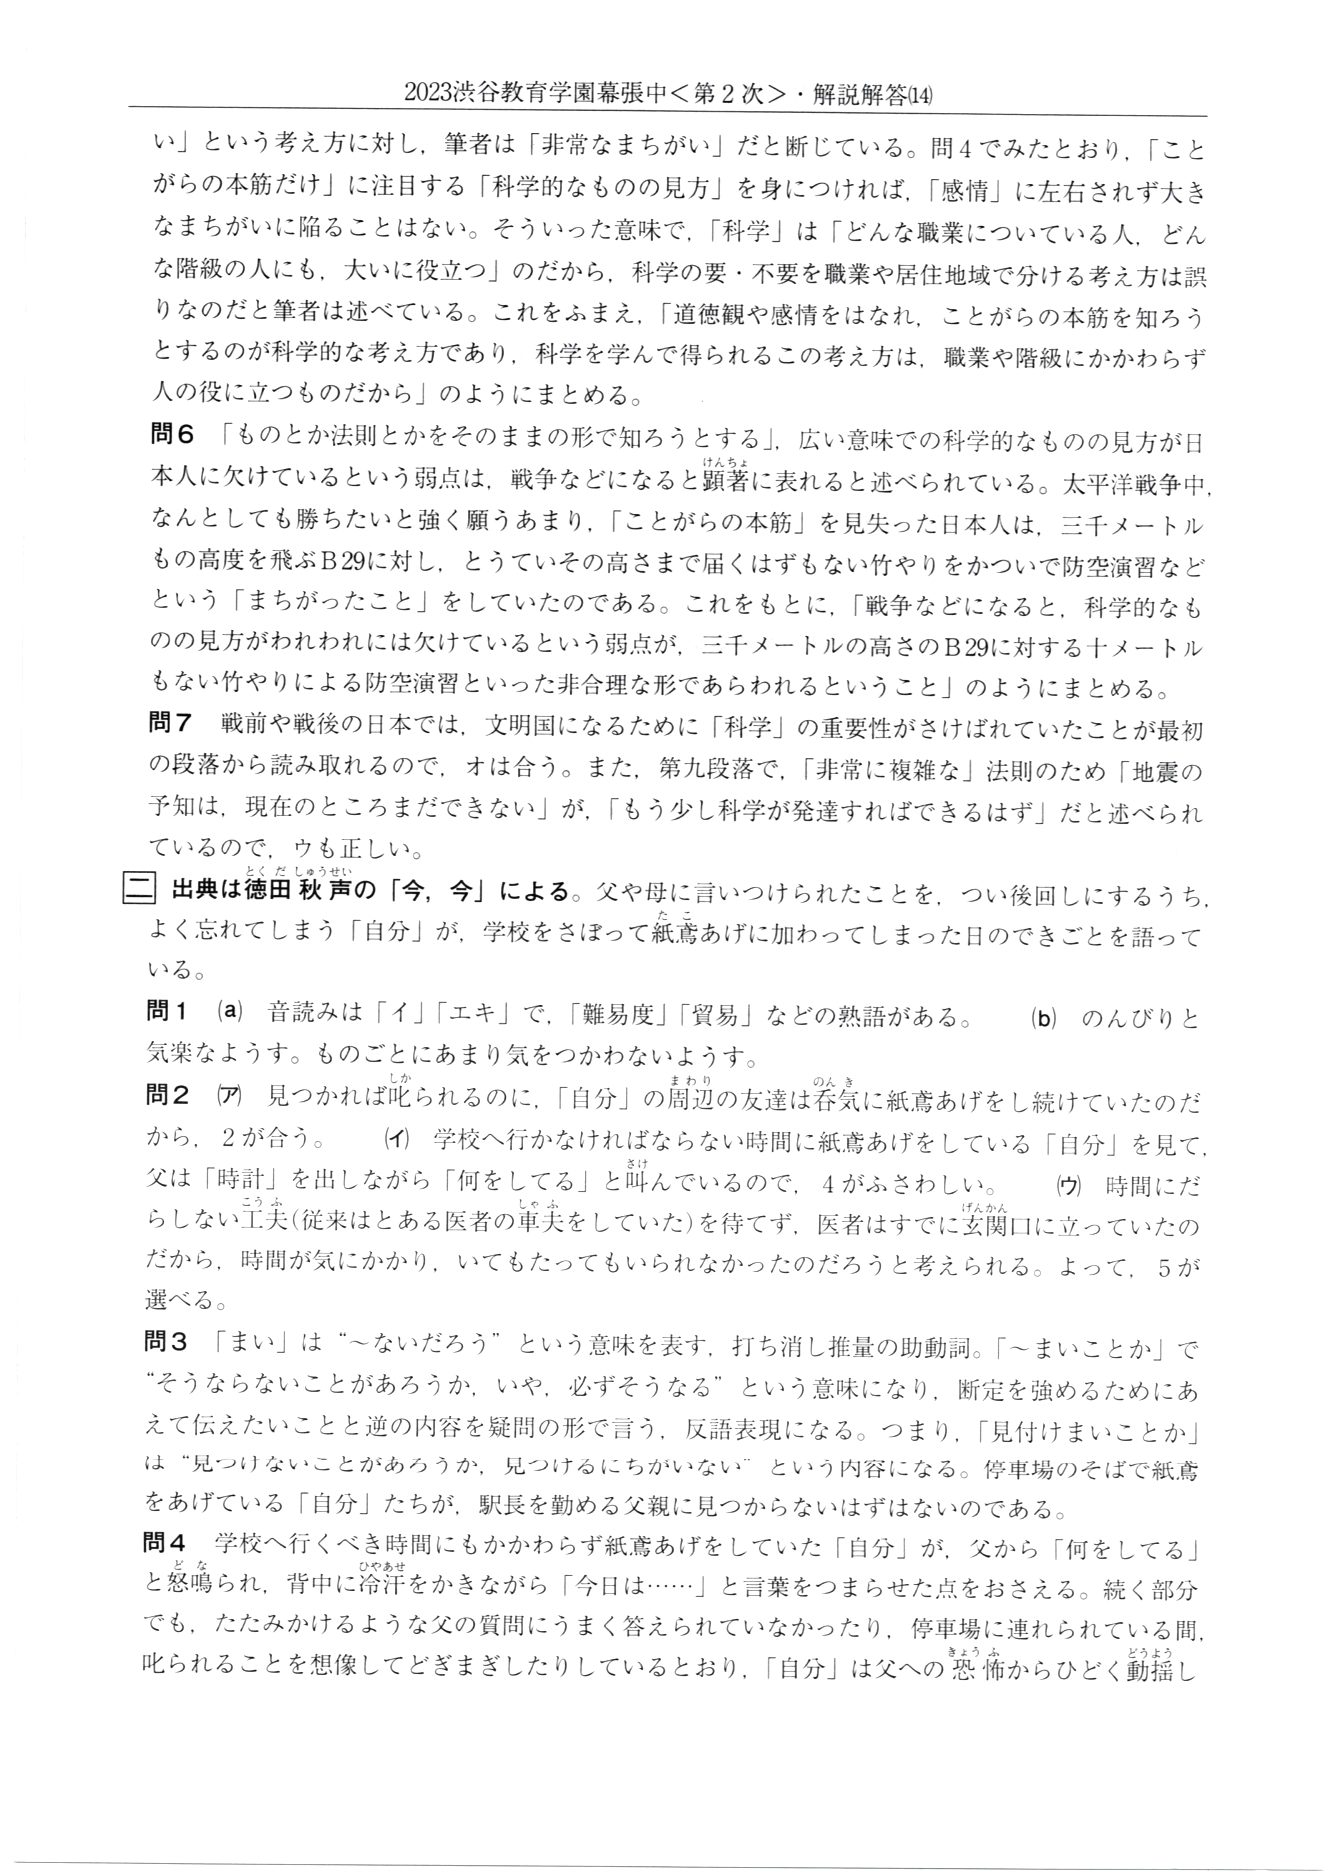 2023渋谷教育学園幕張中＜第２次＞・解説解答⒁
い」という考え方に対し，筆者は「非常なまちがい」だと断じている。問４でみたとおり，「こと
がらの本筋だけ」に注目する「科学的なものの見方」を身につければ，「感情」に左右されず大き
なまちがいに陥ることはない。そういった意味で，「科学」は「どんな職業についている人，どん
な階級の人にも，大いに役立つ」のだから，科学の要・不要を職業や居住地域で分ける考え方は誤
りなのだと筆者は述べている。これをふまえ，「道徳観や感情をはなれ，ことがらの本筋を知ろう
とするのが科学的な考え方であり，科学を学んで得られるこの考え方は，職業や階級にかかわらず
人の役に立つものだから」のようにまとめる。
問６　「ものとか法則とかをそのままの形で知ろうとする」，広い意味での科学的なものの見方が日
けんちょ
本人に欠けているという弱点は，戦争などになると顕著に表れると述べられている。太平洋戦争中，
なんとしても勝ちたいと強く願うあまり，「ことがらの本筋」を見失った日本人は，三千メートル
もの高度を飛ぶＢ29に対し，とうていその高さまで届くはずもない竹やりをかついで防空演習など
という「まちがったこと」をしていたのである。これをもとに，「戦争などになると，科学的なも
のの見方がわれわれには欠けているという弱点が，三千メートルの高さのＢ29に対する十メートル
もない竹やりによる防空演習といった非合理な形であらわれるということ」のようにまとめる。
問７　戦前や戦後の日本では，文明国になるために「科学」の重要性がさけばれていたことが最初
の段落から読み取れるので，オは合う。また，第九段落で，「非常に複雑な」法則のため「地震の
予知は，現在のところまだできない」が，「もう少し科学が発達すればできるはず」だと述べられ
ているので，ウも正しい。
とくだしゅうせい
二　出典は徳田秋声の「今，今」による。父や母に言いつけられたことを，つい後回しにするうち，
たこ
よく忘れてしまう「自分」が，学校をさぼって紙鳶あげに加わってしまった日のできごとを語って
いる。
問１　(a)　音読みは「イ」「エキ」で，「難易度」「貿易」などの熟語がある。　(b)　のんびりと
気楽なようす。ものごとにあまり気をつかわないようす。
しか　まわり　のんき
問２　(ア)　見つかれば叱られるのに，「自分」の周辺の友達は呑気に紙鳶あげをし続けていたのだ
から，２が合う。　(イ)　学校へ行かなければならない時間に紙鳶あげをしている「自分」を見て，
さけ
父は「時計」を出しながら「何をしてる」と叫んでいるので，４がふさわしい。　(ウ)　時間にだ
こうふ　しゃふ　げんかん
らしない工夫(従来はとある医者の車夫をしていた)を待てず，医者はすでに玄関口に立っていたの
だから，時間が気にかかり，いてもたってもいられなかったのだろうと考えられる。よって，５が
選べる。
問３　「まい」は“～ないだろう”という意味を表す，打ち消し推量の助動詞。「～まいことか」で
“そうならないことがあろうか，いや，必ずそうなる”という意味になり，断定を強めるためにあ
えて伝えたいことと逆の内容を疑問の形で言う，反語表現になる。つまり，「見付けまいことか」
は“見つけないことがあろうか，見つけるにちがいない”という内容になる。停車場のそばで紙鳶
をあげている「自分」たちが，駅長を勤める父親に見つからないはずはないのである。
問４　学校へ行くべき時間にもかかわらず紙鳶あげをしていた「自分」が，父から「何をしてる」
どな　ひやあせ
と怒鳴られ，背中に冷汗をかきながら「今日は……」と言葉をつまらせた点をおさえる。続く部分
でも，たたみかけるような父の質問にうまく答えられていなかったり，停車場に連れられている間，
きょうふ　どうよう
叱られることを想像してどぎまぎしたりしているとおり，「自分」は父への恐怖からひどく動揺し